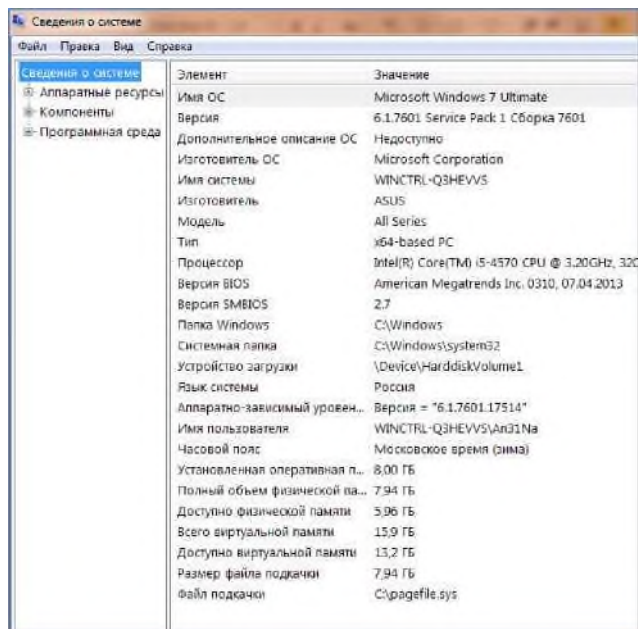 Сведения о системе
Файл Правка Вид Справка
Сведения о системе
Аппаратные ресурсы
Компоненты
Программная среда
Элемент Значение
Имя ОС Microsoft Windows 7 Ultimate
Версия 6.1.7601 Service Pack 1 Сборка 7601
Дополнительное описание ОС Недоступно
Изготовитель ОС Microsoft Corporation
Имя системы WINCTRL-Q3HEVVS
Изготовитель ASUS
Модель All Series
Тип x64-based PC
Процессор Intel(R) Core(TM) i5-4570 CPU @ 3.20GHz, 320
Версия BIOS American Megatrends Inc. 0310, 07.04.2013
Версия SMBIOS 2.7
Папка Windows C:\Windows
Системная папка C:\Windows\system32
Устройство загрузки \Device\HarddiskVolume1
Язык системы Россия
Аппаратно-зависимый уровен... Версия = "6.1.7601.17514"
Имя пользователя WINCTRL-Q3HEVVS\An31Na
Часовой пояс Московское время (зима)
Установленная оперативная п... 8,00 ГБ
Полный объем физической па... 7,94 ГБ
Доступно физической памяти 5,96 ГБ
Всего виртуальной памяти 15,9 ГБ
Доступно виртуальной памяти 13,2 ГБ
Размер файла подкачки 7,94 ГБ
Файл подкачки C:\pagefile.sys